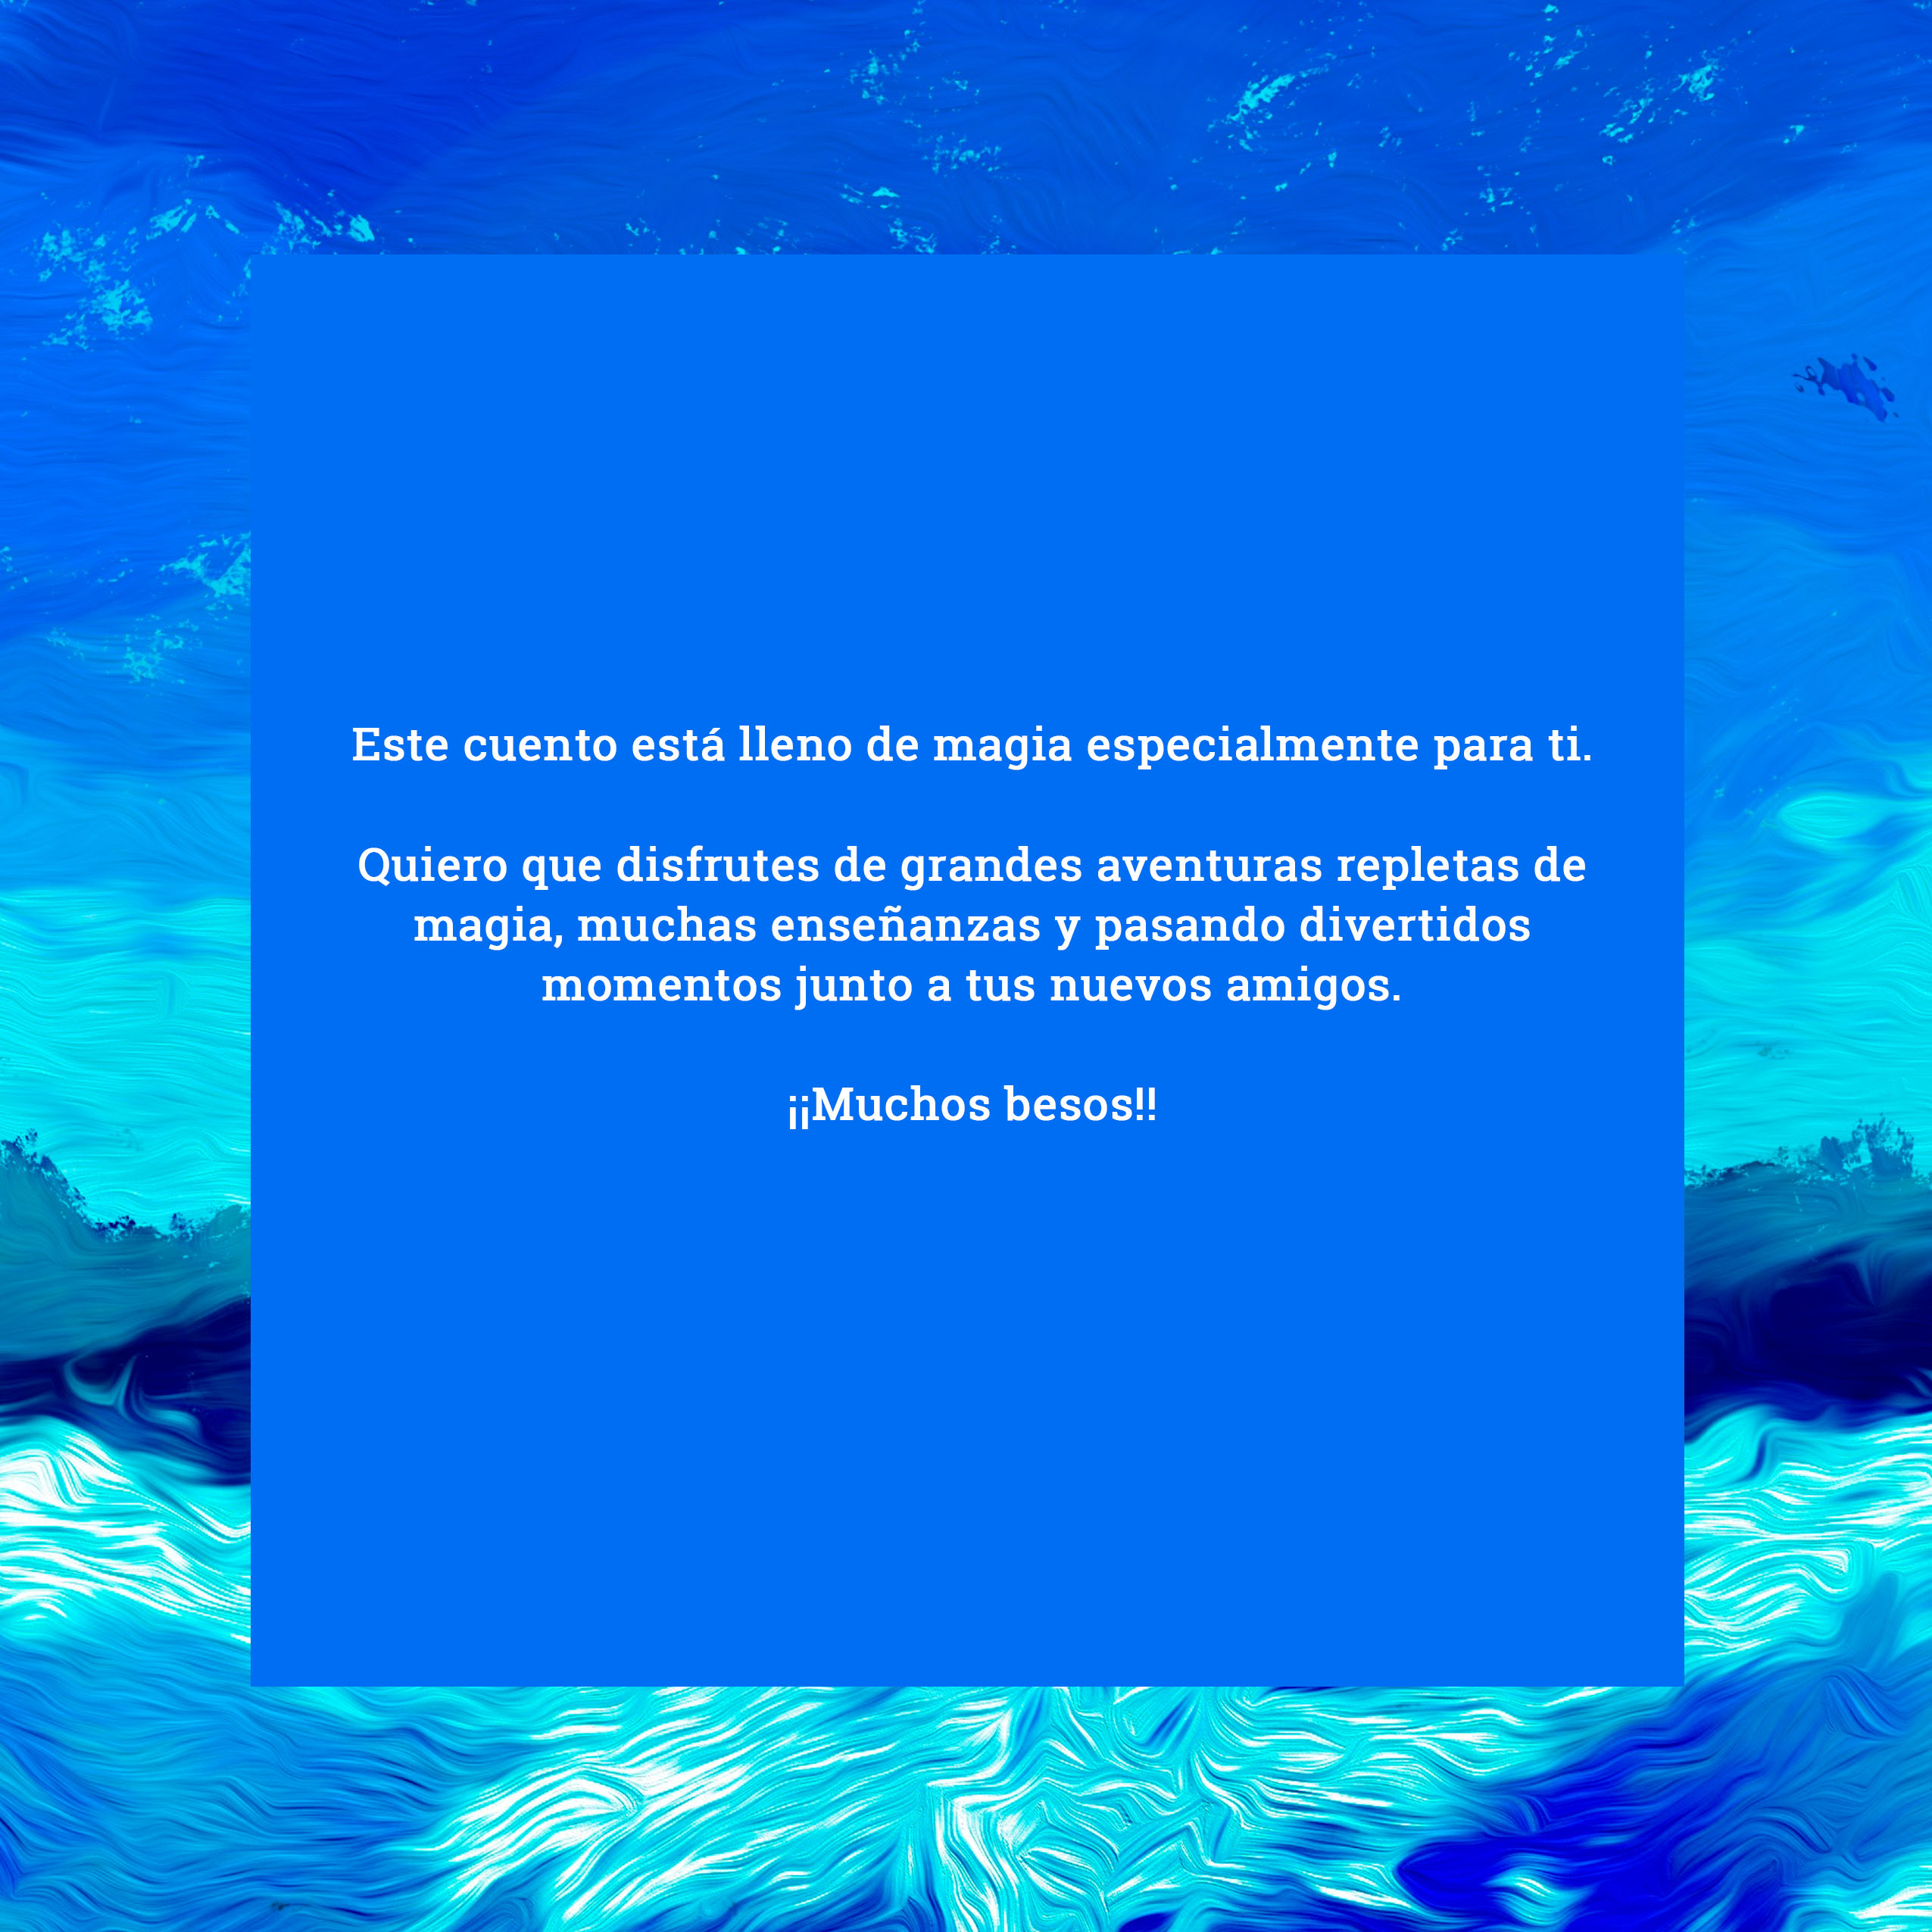 Este cuento está lleno de magia especialmente para ti.
Quiero que disfrutes de grandes aventuras repletas de
magia, muchas enseñanzas y pasando divertidos
momentos junto a tus nuevos amigos.
¡¡Muchos besos!!